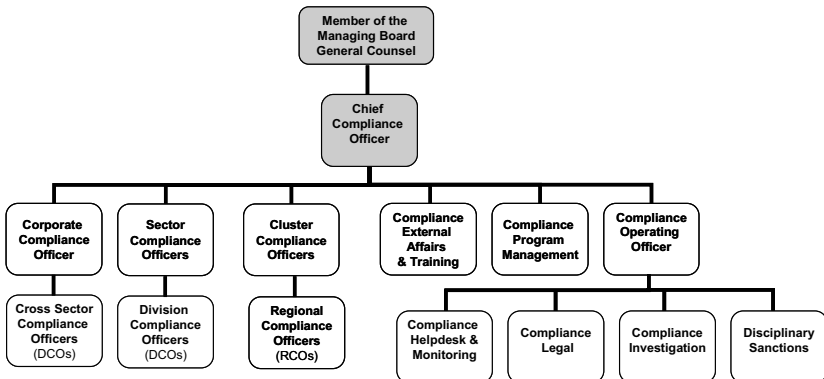 Member of the
Managing Board
General Counsel
Chief
Compliance
Officer
Corporate
Compliance
Officer
Sector
Compliance
Officers
Cluster
Compliance
Officers
Compliance
External
Affairs
& Training
Compliance
Program
Management
Compliance
Operating
Officer
Cross Sector
Compliance
Officers
(DCOs)
Division
Compliance
Officers
(DCOs)
Regional
Compliance
Officers
(RCOs)
Compliance
Helpdesk &
Monitoring
Compliance
Legal
Compliance
Investigation
Disciplinary
Sanctions